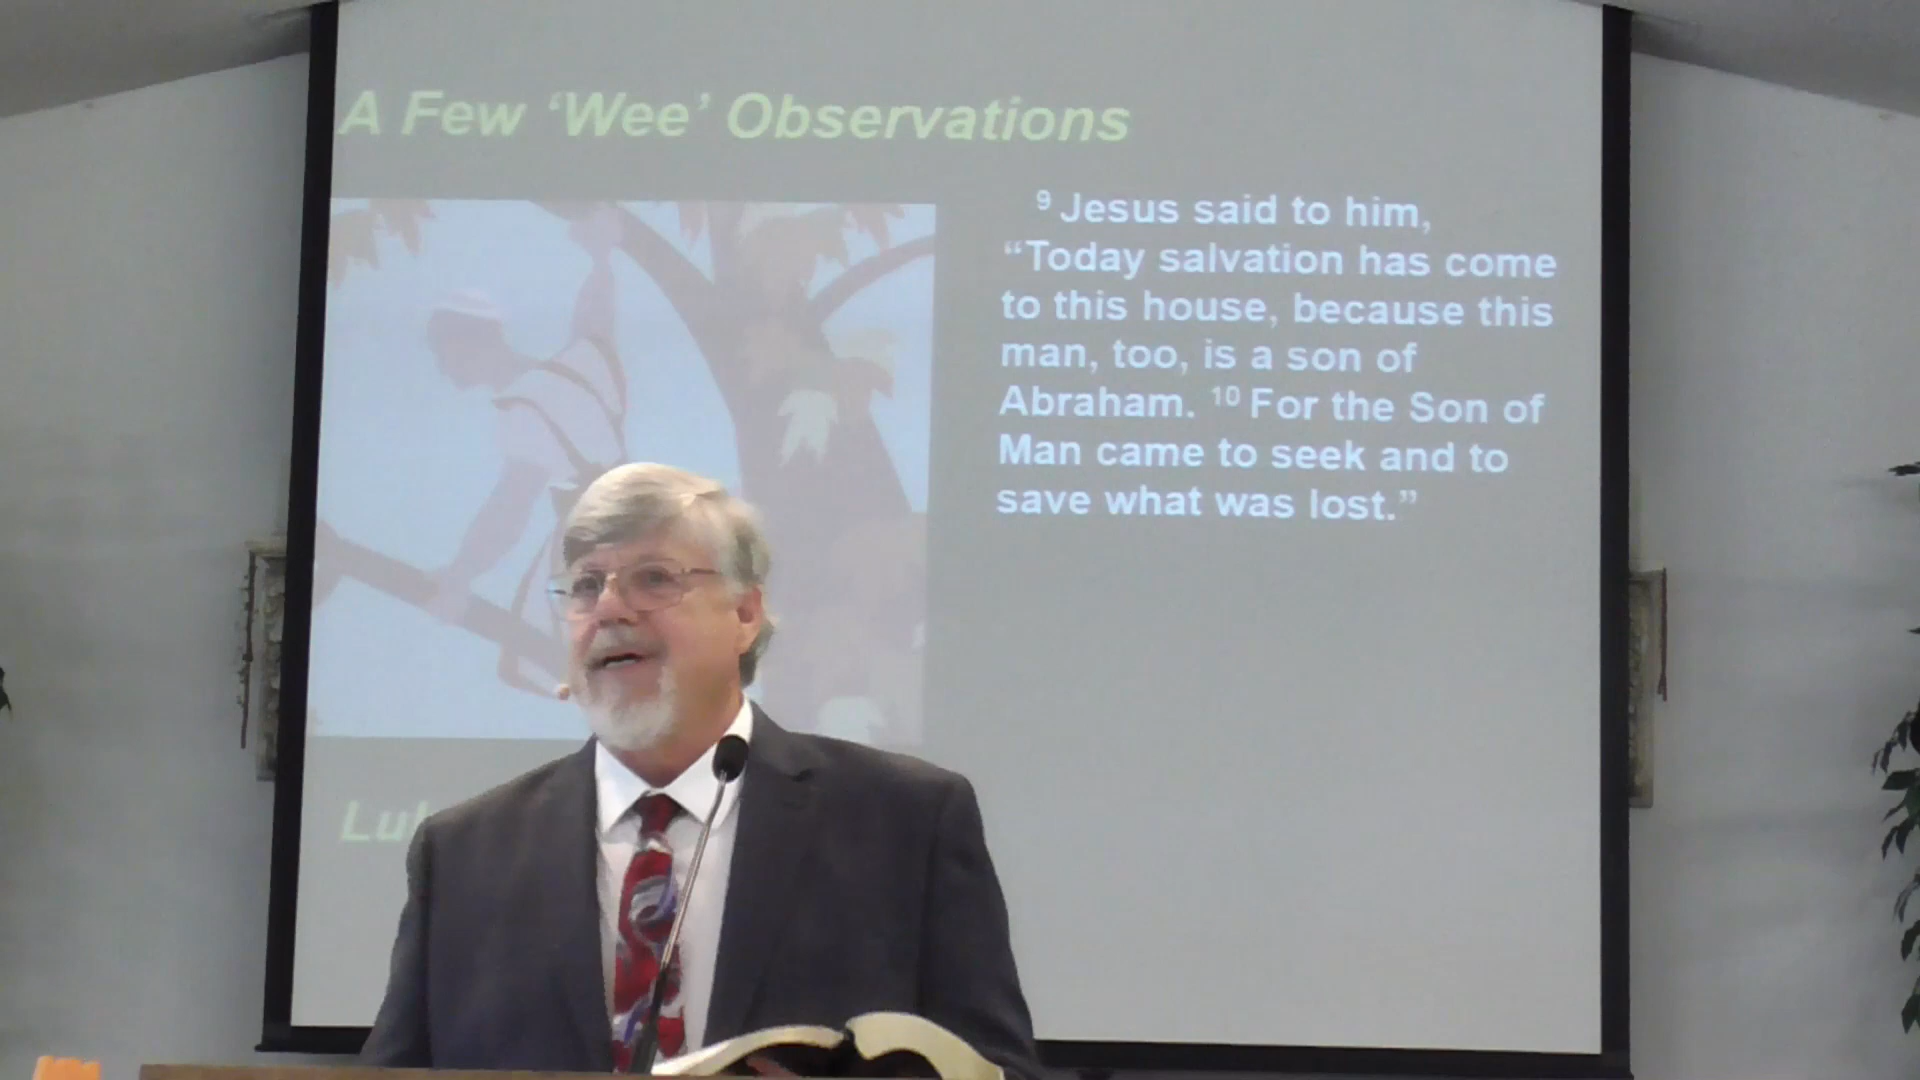 A Few ‘Wee’ Observations
⁹ Jesus said to him,
“Today salvation has come
to this house, because this
man, too, is a son of
Abraham. ¹⁰ For the Son of
Man came to seek and to
save what was lost.”